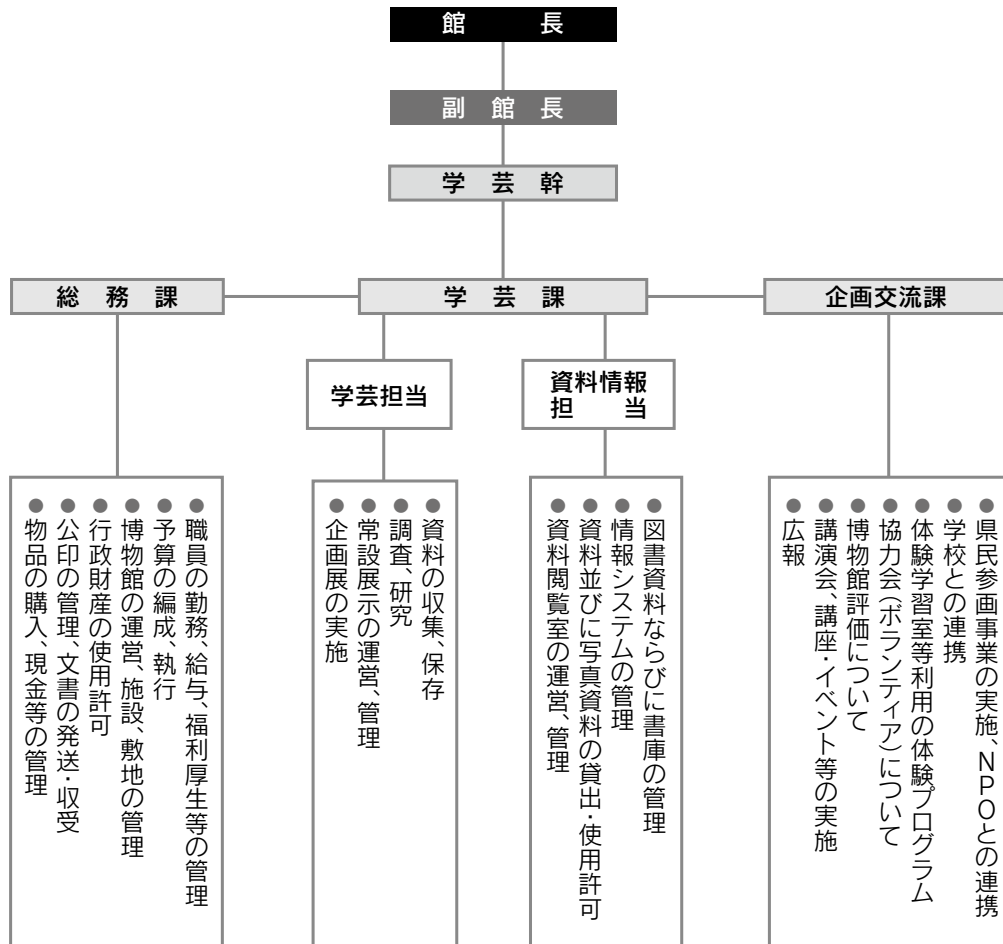 館長
副館長
学芸幹
総務課
学芸課
企画交流課
学芸担当
資料情報
担当
●職員の勤務、給与、福利厚生等の管理
●予算の編成、執行
●博物館の運営、施設、敷地の管理
●行政財産の使用許可
●公印の管理、文書の発送・収受
●物品の購入、現金等の管理
●資料の収集、保存
●調査、研究
●常設展示の運営、管理
●企画展の実施
●図書資料ならびに書庫の管理
●情報システムの管理
●資料並びに写真資料の貸出・使用許可
●資料閲覧室の運営、管理
●県民参画事業の実施、NPOとの連携
●学校との連携
●体験学習室等利用の体験プログラム
●協力会(ボランティア)について
●博物館評価について
●講演会、講座・イベント等の実施
●広報